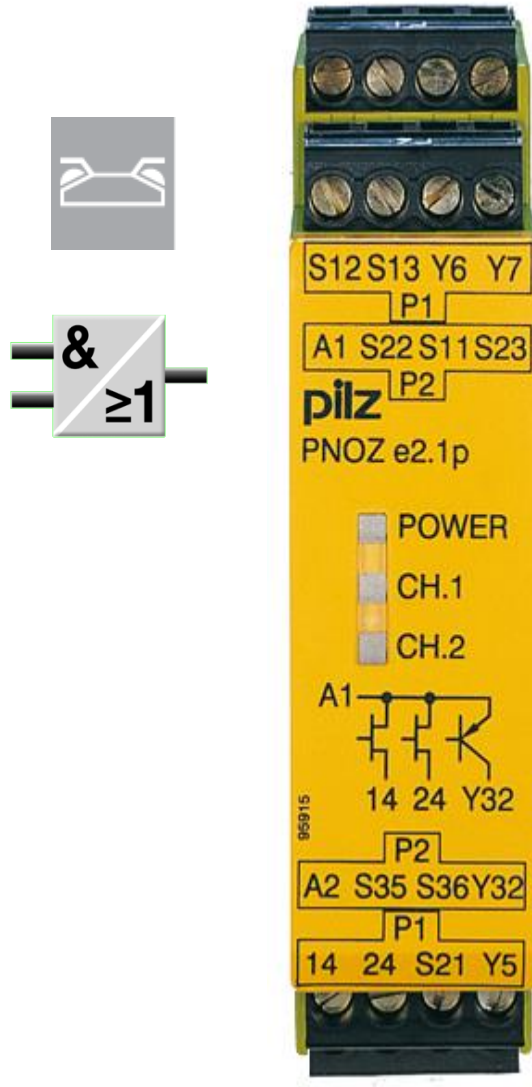 S12 S13 Y6 Y7
P1
A1 S22 S11 S23
P2
pilz
PNOZ e2.1p
&
≥1
POWER
CH.1
CH.2
A1
14 24 Y32
95915
P2
A2 S35 S36 Y32
P1
14 24 S21 Y5